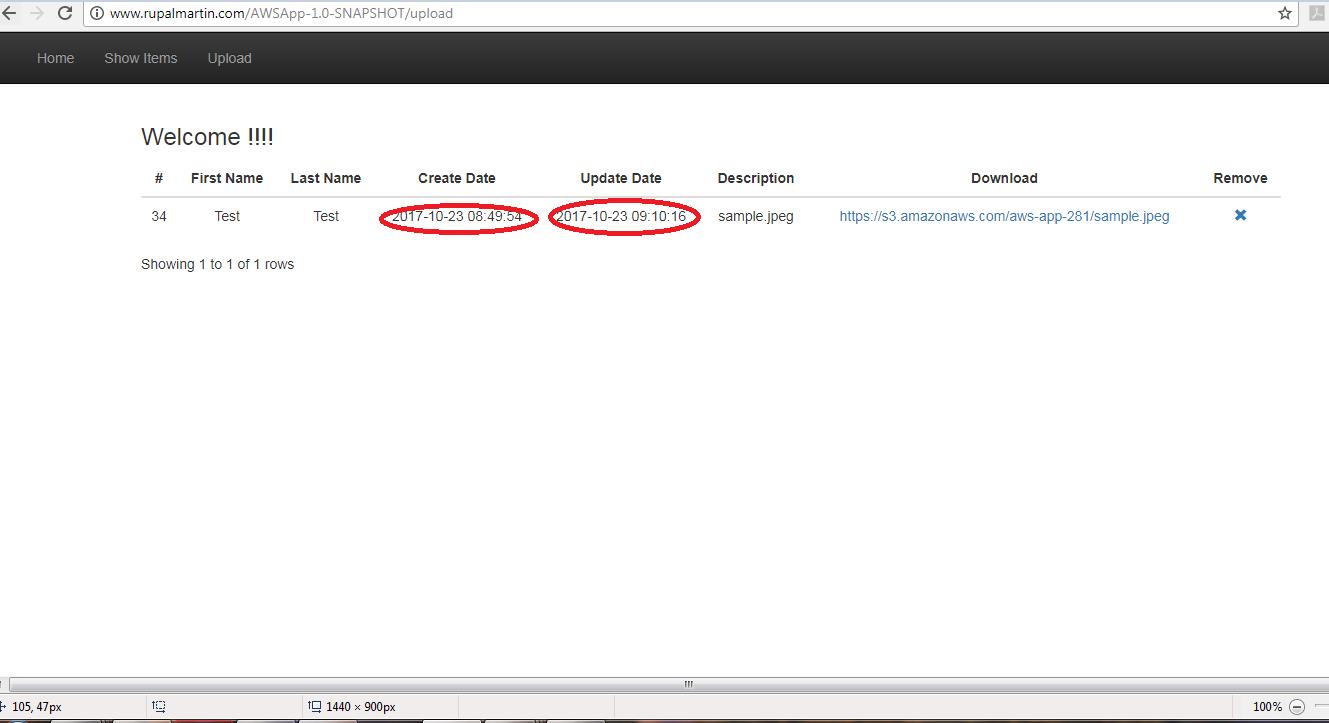 www.rupalmartin.com/AWSApp-1.0-SNAPSHOT/upload
Home Show Items Upload
Welcome !!!!
# First Name Last Name Create Date Update Date Description Download Remove
34 Test Test 2017-10-23 08:49:54 2017-10-23 09:10:16 sample.jpeg https://s3.amazonaws.com/aws-app-281/sample.jpeg
Showing 1 to 1 of 1 rows
105, 47px 1440 × 900px 100%